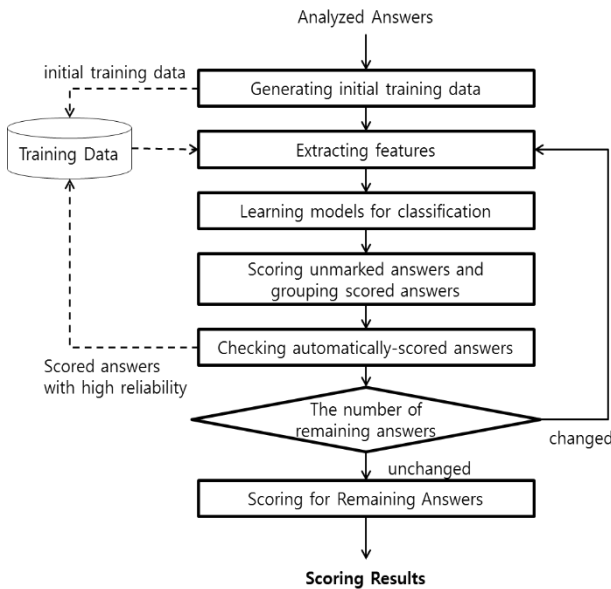 Analyzed Answers
initial training data
Generating initial training data
Training Data
Extracting features
Learning models for classification
Scoring unmarked answers and
grouping scored answers
Checking automatically-scored answers
Scored answers
with high reliability
The number of
remaining answers
changed
unchanged
Scoring for Remaining Answers
Scoring Results